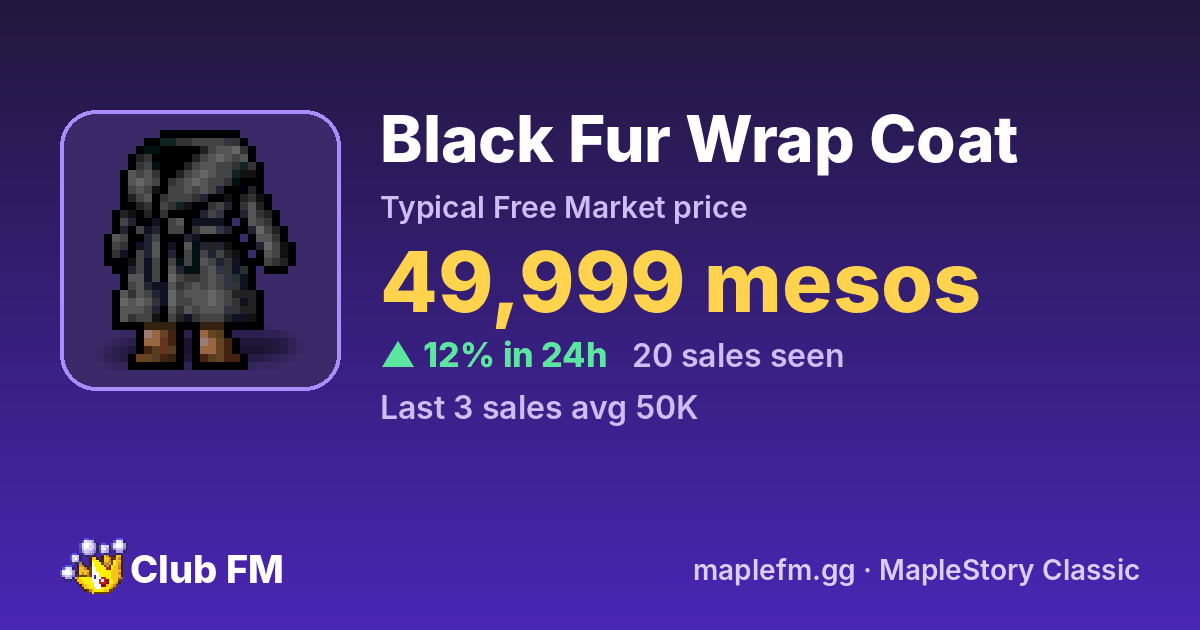 Black Fur Wrap Coat
Typical Free Market price
49,999 mesos
▲ 12% in 24h 20 sales seen
Last 3 sales avg 50K
Club FM
maplefm.gg · MapleStory Classic